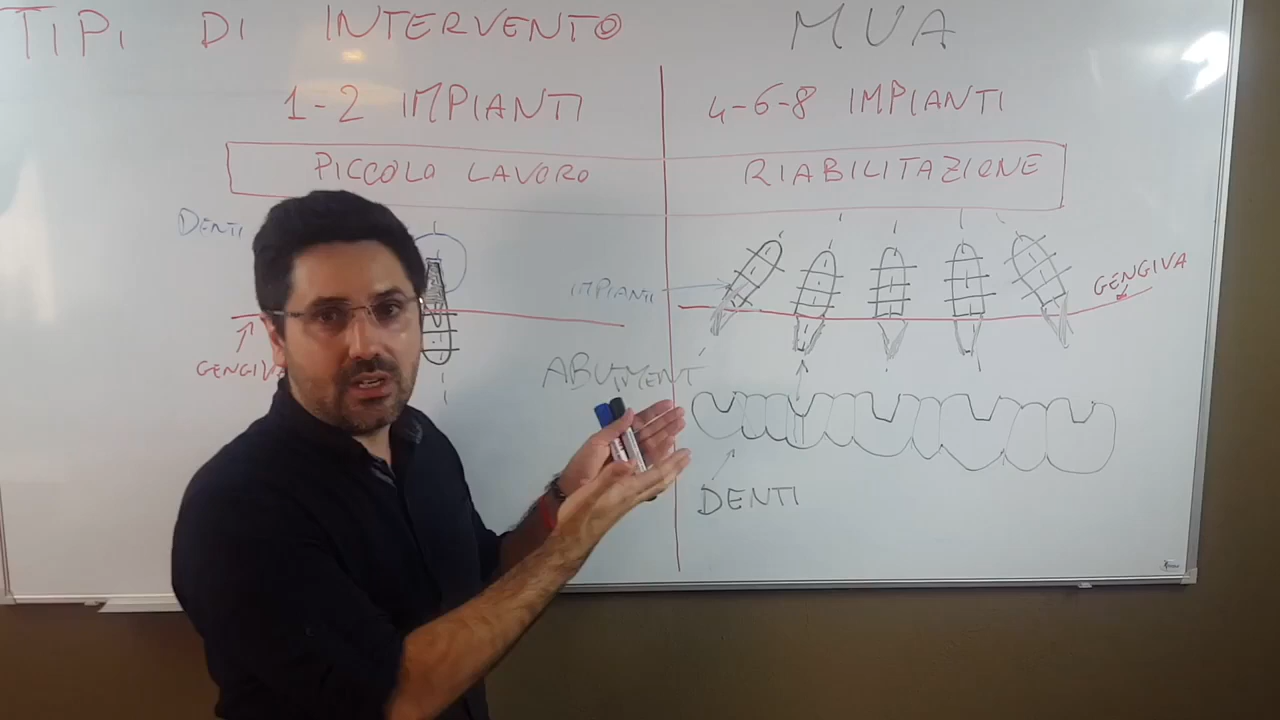 TIPI DI INTERVENTO
MUA
1-2 IMPIANTI
4-6-8 IMPIANTI
PICCOLO LAVORO
RIABILITAZIONE
DENTI
IMPIANTI
GENGIVA
GENGIVA
ABUTMENT
DENTI